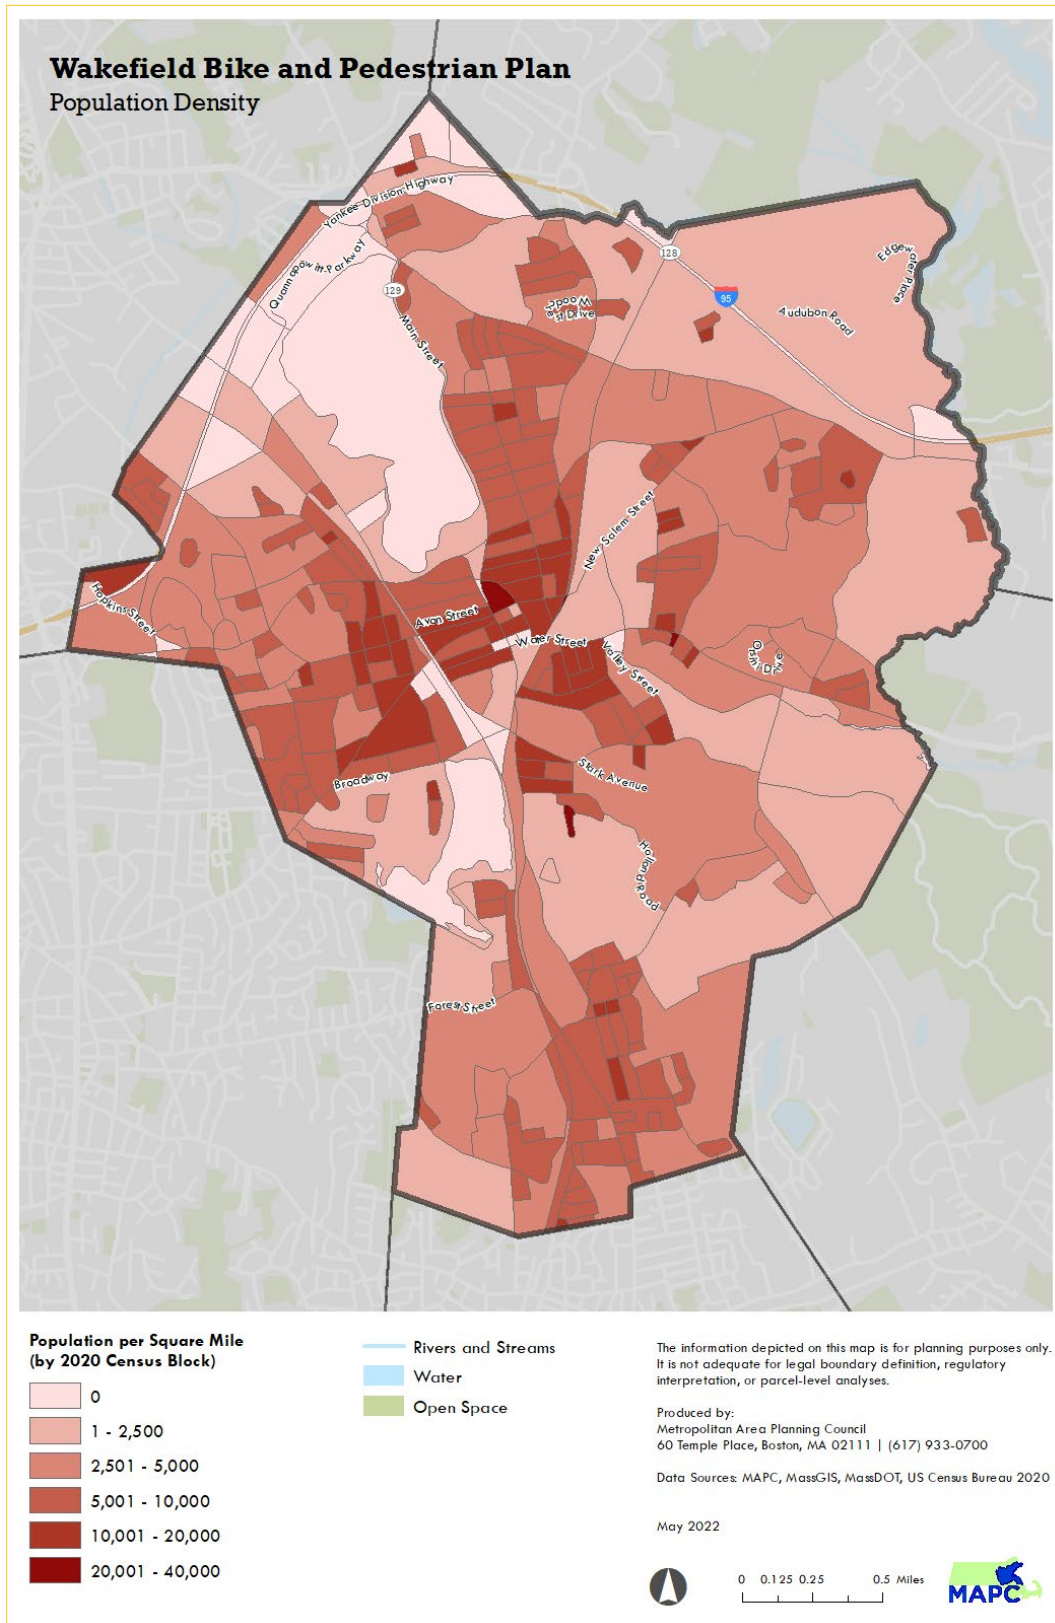 Wakefield Bike and Pedestrian Plan
Population Density
Yankee Division Highway
Quannapowitt Parkway
129
Main Street
128
95
Edgewater Place
Audubon Road
Woodcrest Drive
New Salem Street
Hopkins Street
Avon Street
Water Street
Valley Street
Orsini Drive
Broadway
Stark Avenue
Holland Road
Forest Street
Population per Square Mile
(by 2020 Census Block)
0
1 - 2,500
2,501 - 5,000
5,001 - 10,000
10,001 - 20,000
20,001 - 40,000
Rivers and Streams
Water
Open Space
The information depicted on this map is for planning purposes only.
It is not adequate for legal boundary definition, regulatory
interpretation, or parcel-level analyses.
Produced by:
Metropolitan Area Planning Council
60 Temple Place, Boston, MA 02111 | (617) 933-0700
Data Sources: MAPC, MassGIS, MassDOT, US Census Bureau 2020
May 2022
0 0.125 0.25 0.5 Miles
MAPC